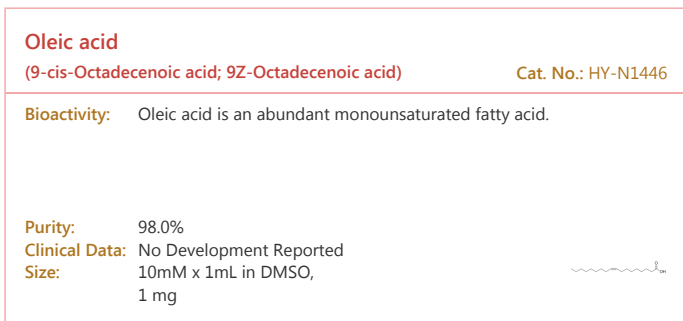 Oleic acid
(9-cis-Octadecenoic acid; 9Z-Octadecenoic acid) Cat. No.: HY-N1446
Bioactivity: Oleic acid is an abundant monounsaturated fatty acid.
Purity: 98.0%
Clinical Data: No Development Reported
Size: 10mM x 1mL in DMSO,
1 mg
O
OH